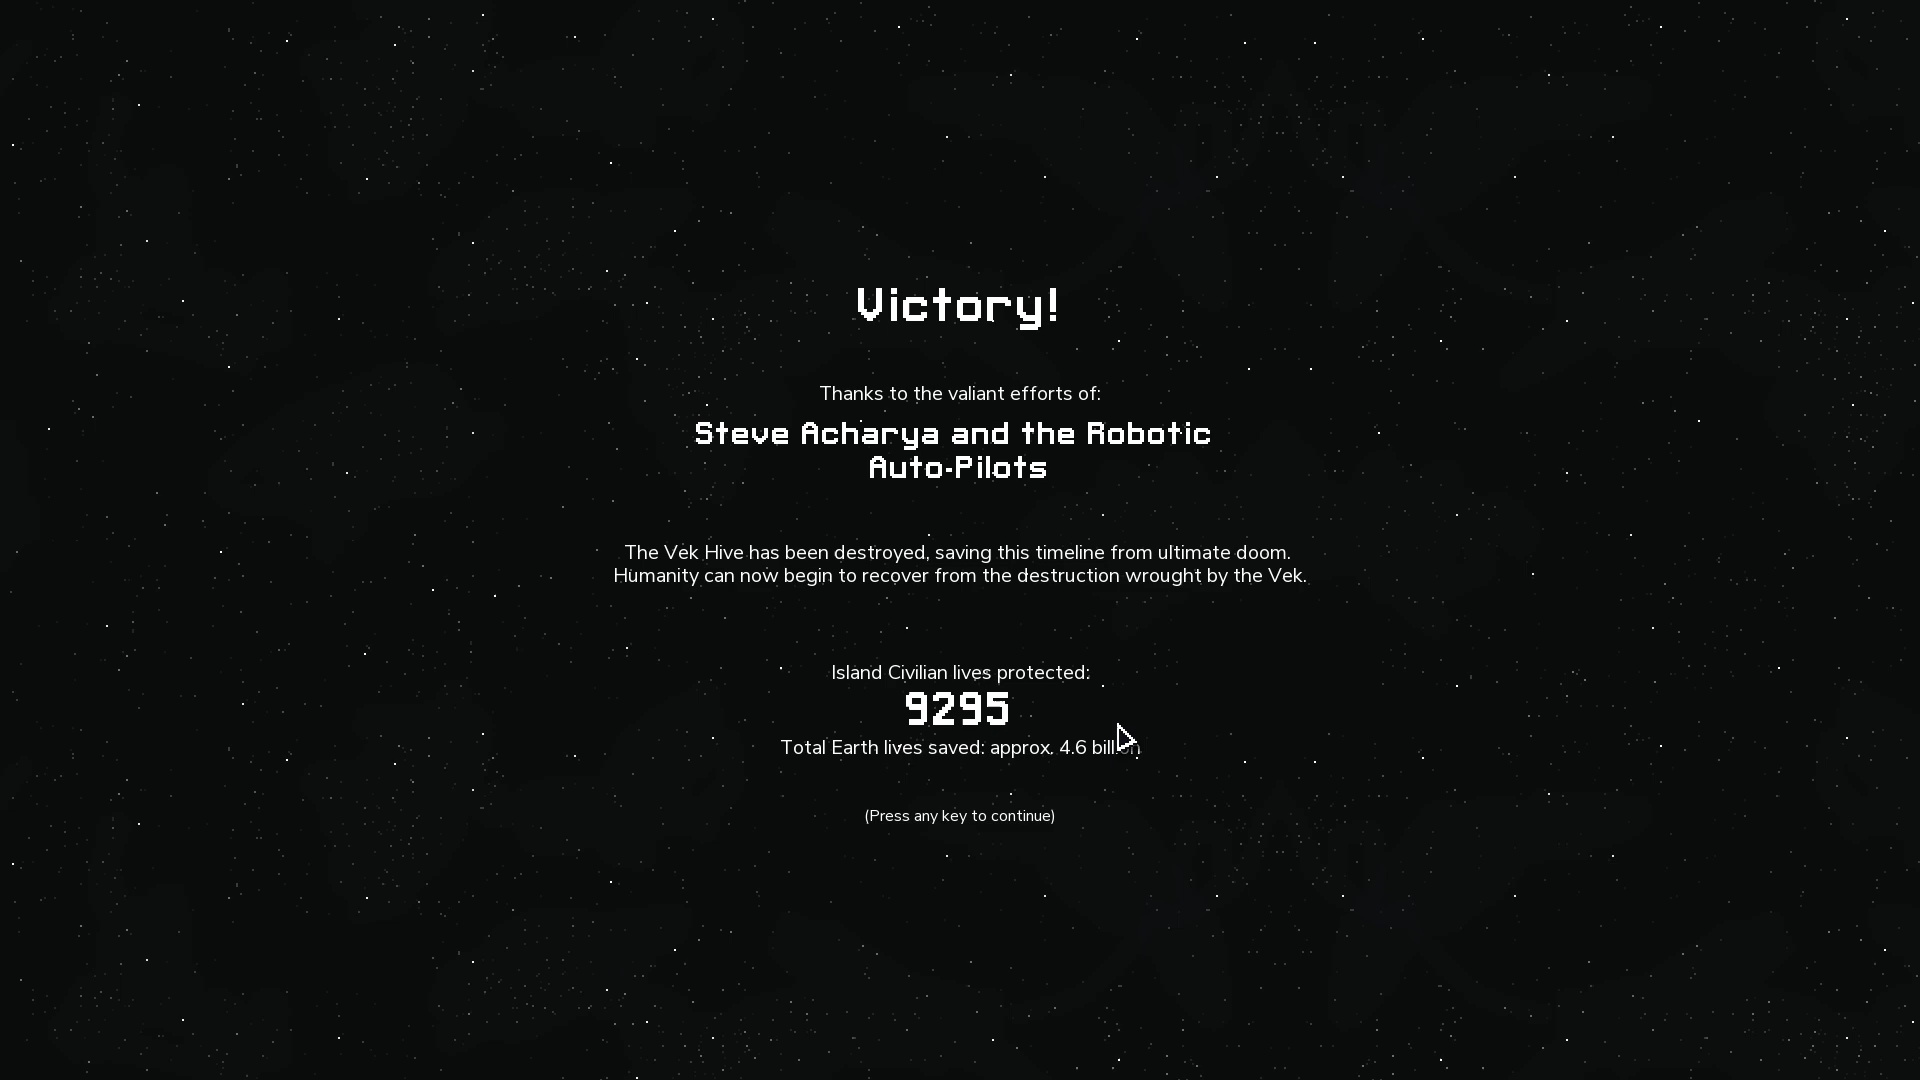 Victory!
Thanks to the valiant efforts of:
Steve Acharya and the Robotic
Auto-Pilots
The Vek Hive has been destroyed, saving this timeline from ultimate doom.
Humanity can now begin to recover from the destruction wrought by the Vek.
Island Civilian lives protected:
9295
Total Earth lives saved: approx. 4.6 billion
(Press any key to continue)